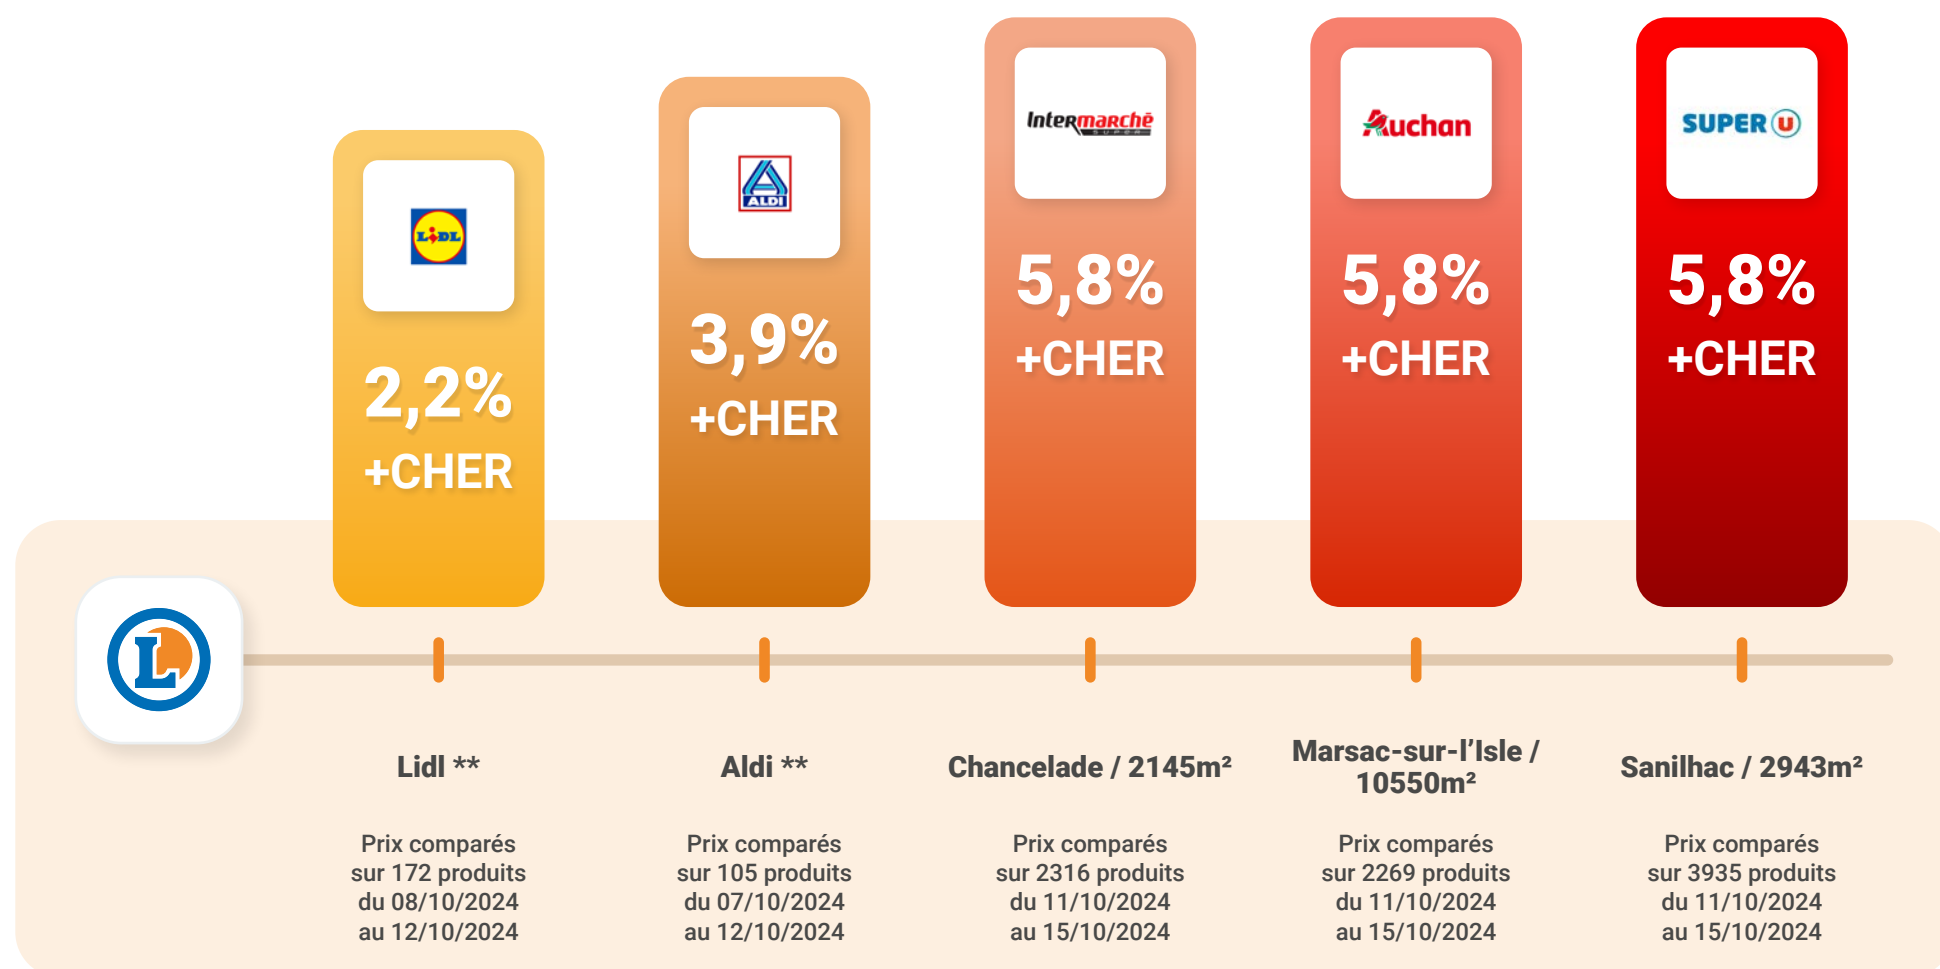 LiDL
2,2%
+CHER
ALDI
3,9%
+CHER
Intermarchē
SUPER
5,8%
+CHER
Auchan
5,8%
+CHER
SUPER U
5,8%
+CHER
L
Lidl **
Prix comparés
sur 172 produits
du 08/10/2024
au 12/10/2024
Aldi **
Prix comparés
sur 105 produits
du 07/10/2024
au 12/10/2024
Chancelade / 2145m²
Prix comparés
sur 2316 produits
du 11/10/2024
au 15/10/2024
Marsac-sur-l’Isle /
10550m²
Prix comparés
sur 2269 produits
du 11/10/2024
au 15/10/2024
Sanilhac / 2943m²
Prix comparés
sur 3935 produits
du 11/10/2024
au 15/10/2024